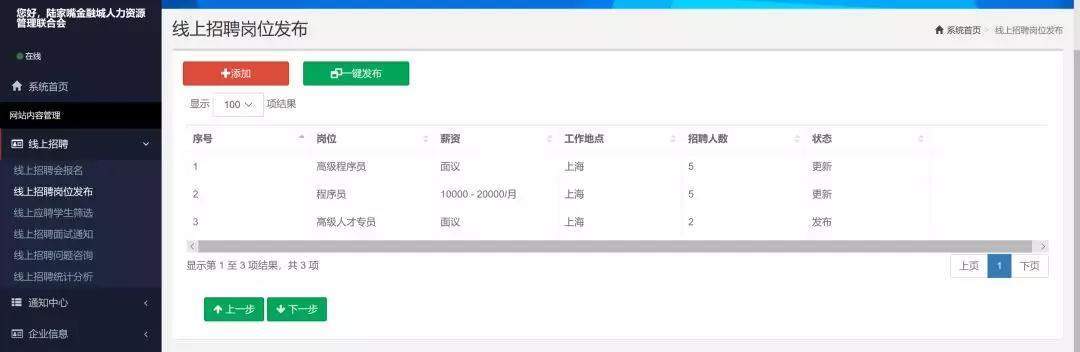 您好，陆家嘴金融城人力资源
管理联合会
在线
系统首页
网站内容管理
线上招聘
线上招聘会报名
线上招聘岗位发布
线上应聘学生筛选
线上招聘面试通知
线上招聘问题咨询
线上招聘统计分析
通知中心
企业信息
线上招聘岗位发布
系统首页 > 线上招聘岗位发布
添加 一键发布
显示 100 项结果
序号 岗位 薪资 工作地点 招聘人数 状态
1 高级程序员 面议 上海 5 更新
2 程序员 10000 - 20000/月 上海 5 更新
3 高级人才专员 面议 上海 2 发布
显示第 1 至 3 项结果，共 3 项
上页 1 下页
上一步 下一步